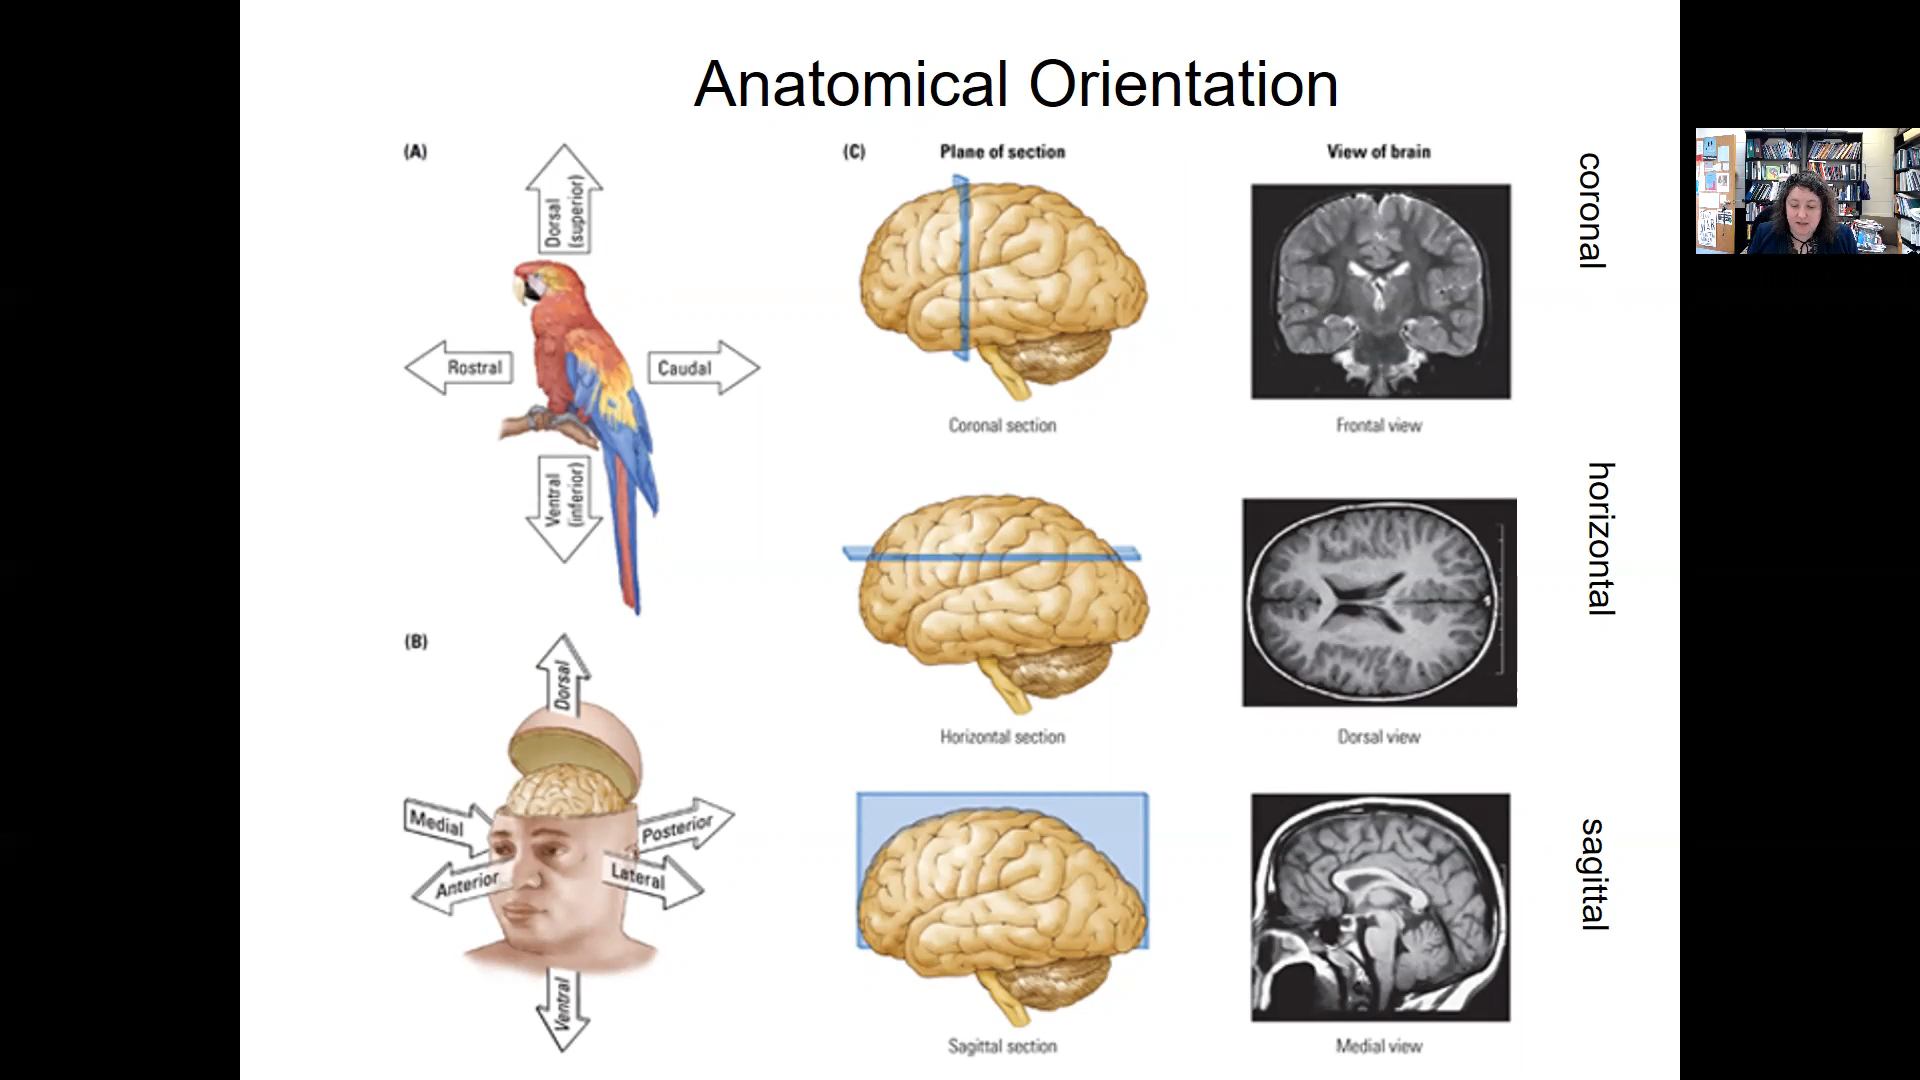 Anatomical Orientation
(A)
Dorsal
(superior)
Rostral
Caudal
Ventral
(inferior)
(B)
Dorsal
Medial
Posterior
Anterior
Lateral
Ventral
(C)
Plane of section
View of brain
coronal
Coronal section
Frontal view
horizontal
Horizontal section
Dorsal view
sagittal
Sagittal section
Medial view